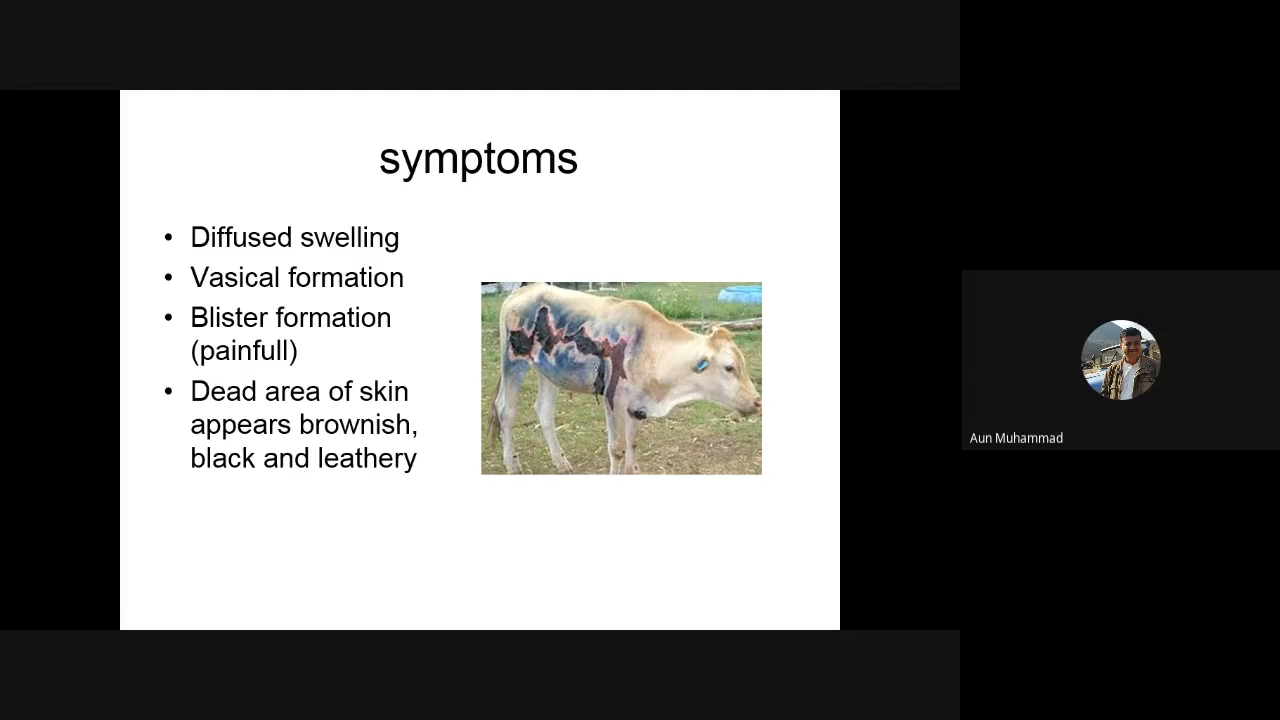 symptoms
• Diffused swelling
• Vasical formation
• Blister formation
(painfull)
• Dead area of skin
appears brownish,
black and leathery
Aun Muhammad